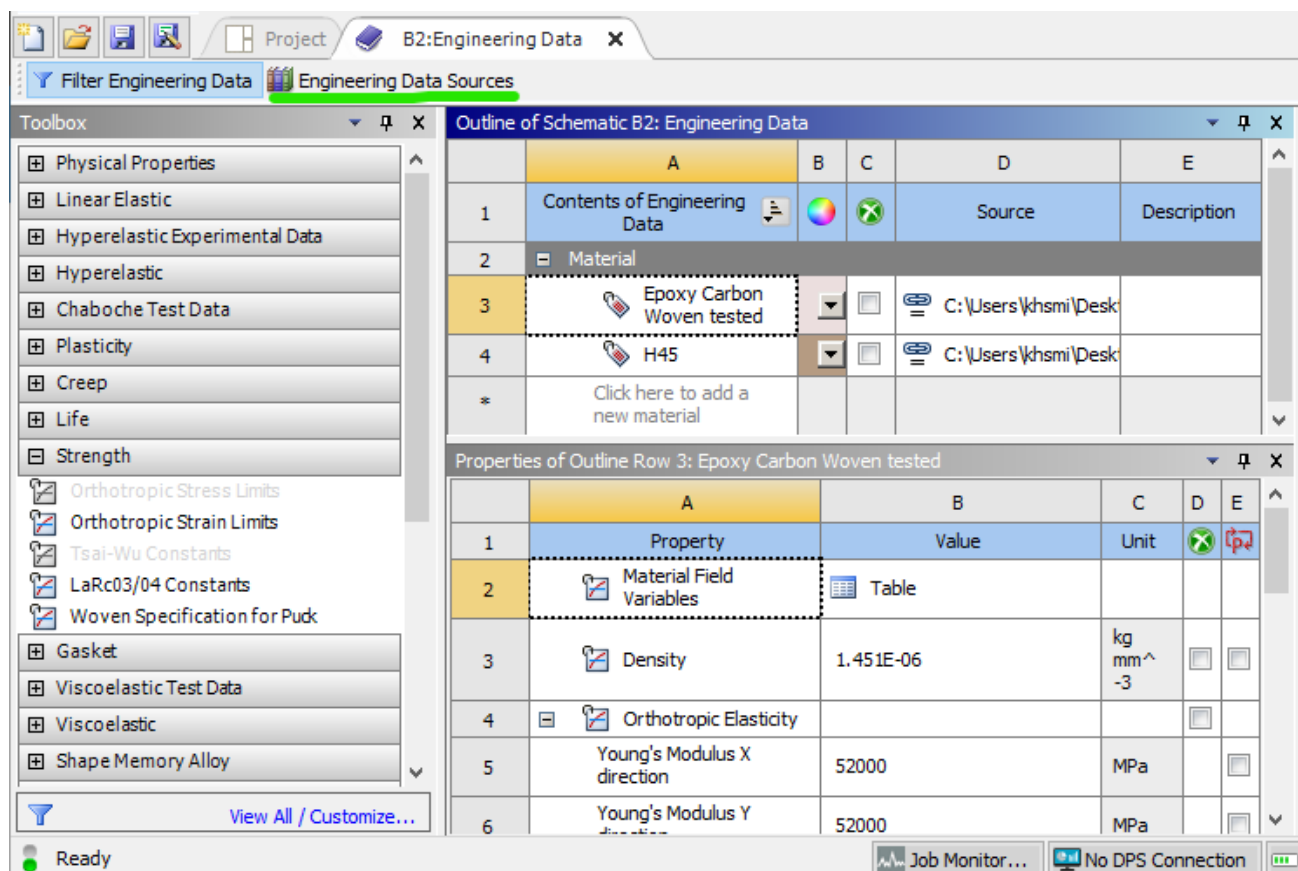 Project
B2:Engineering Data
Filter Engineering Data
Engineering Data Sources
Toolbox
Physical Properties
Linear Elastic
Hyperelastic Experimental Data
Hyperelastic
Chaboche Test Data
Plasticity
Creep
Life
Strength
Orthotropic Stress Limits
Orthotropic Strain Limits
Tsai-Wu Constants
LaRc03/04 Constants
Woven Specification for Puck
Gasket
Viscoelastic Test Data
Viscoelastic
Shape Memory Alloy
View All / Customize...
Outline of Schematic B2: Engineering Data
A B C D E
1 Contents of Engineering
Data
Source Description
2 Material
3 Epoxy Carbon
Woven tested
C:\Users\khsmi\Desk
4 H45 C:\Users\khsmi\Desk
* Click here to add a
new material
Properties of Outline Row 3: Epoxy Carbon Woven tested
A B C D E
1 Property Value Unit
2 Material Field
Variables
Table
3 Density 1.451E-06 kg
mm^
-3
4 Orthotropic Elasticity
5 Young's Modulus X
direction
52000 MPa
6 Young's Modulus Y
direction
52000 MPa
Ready
Job Monitor...
No DPS Connection